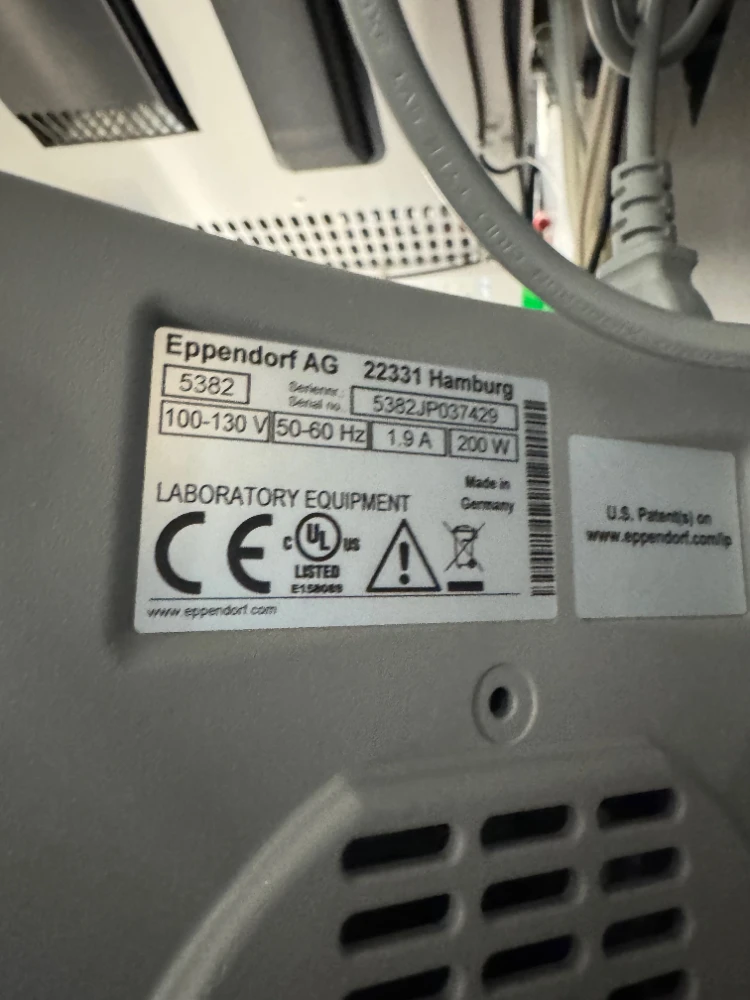 Eppendorf AG 22331 Hamburg
5382 Seriennr.: Serial no. 5382JP037429
100-130 V 50-60 Hz 1.9 A 200 W
Made in
Germany
LABORATORY EQUIPMENT
CE c UL US
LISTED
E158089
www.eppendorf.com
U.S. Patent(s) on
www.eppendorf.com/ip